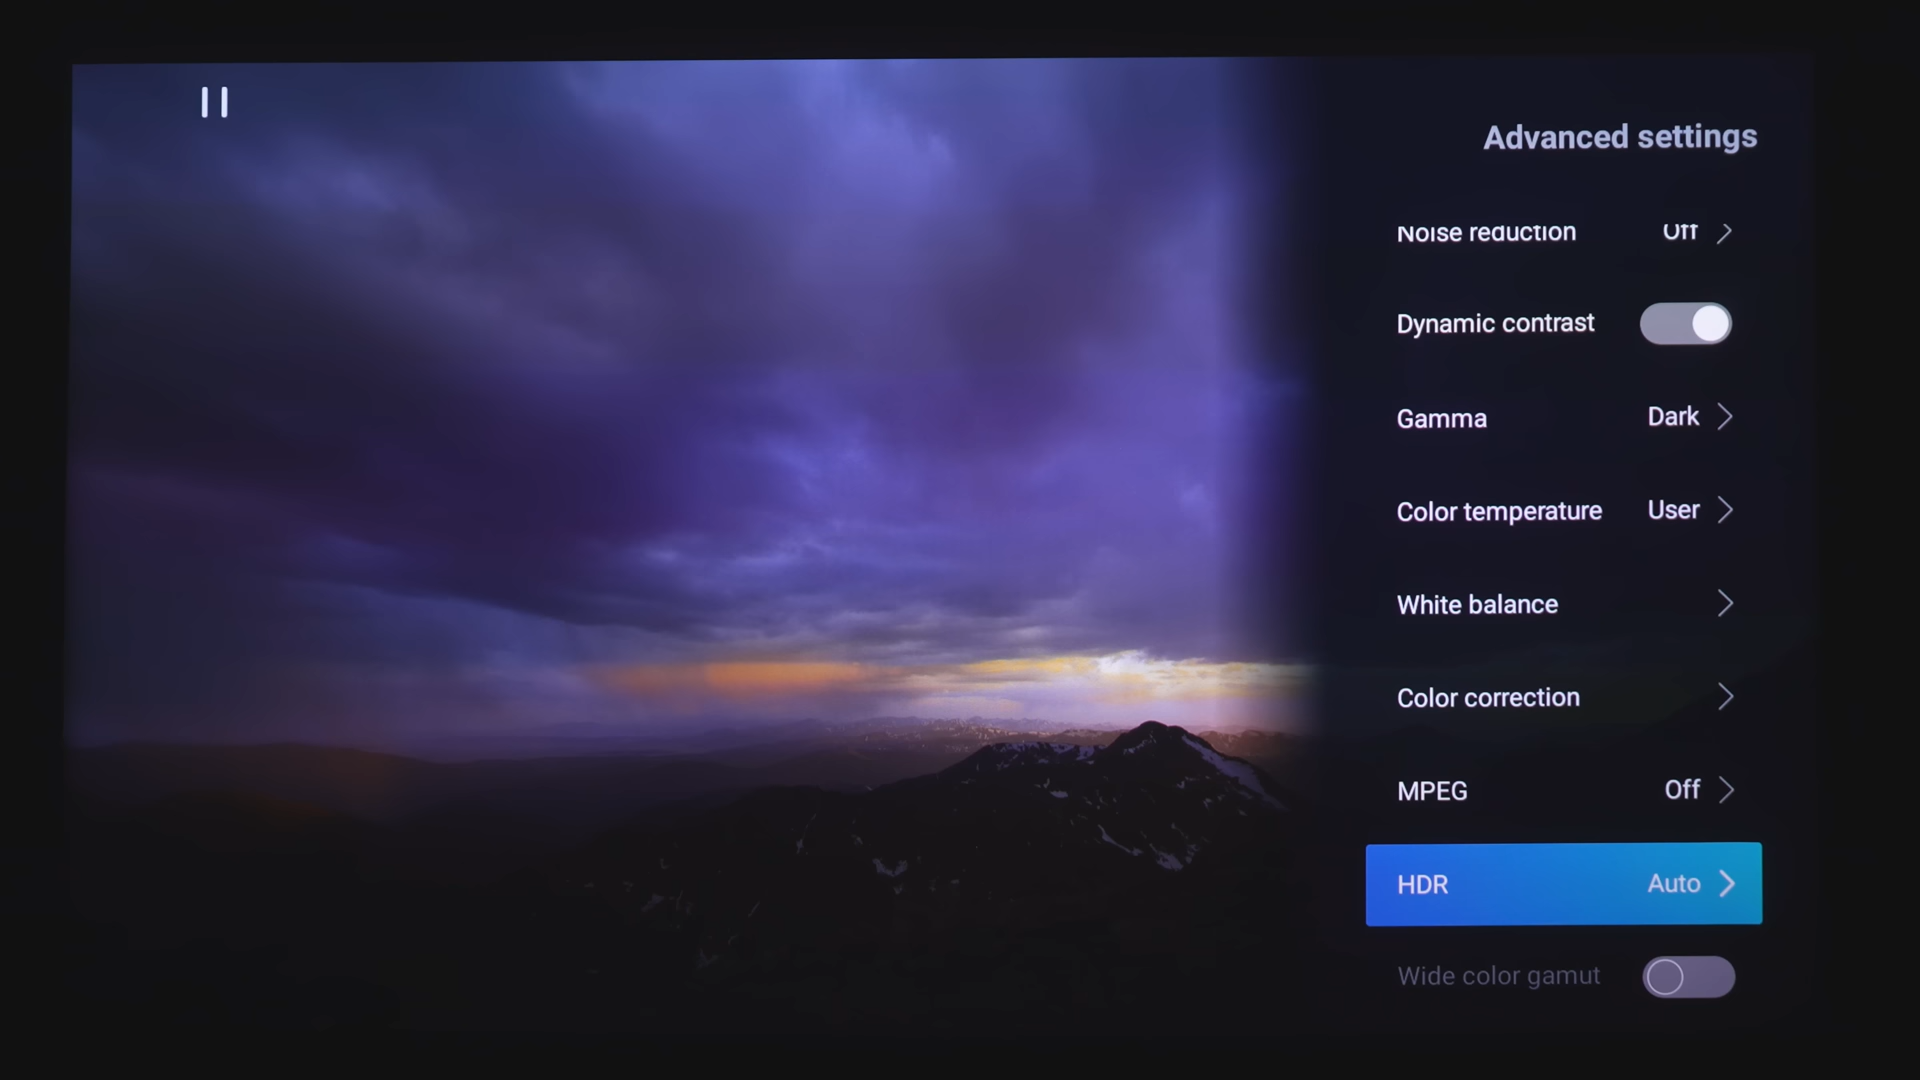 Advanced settings
Noise reduction Off
Dynamic contrast
Gamma Dark
Color temperature User
White balance
Color correction
MPEG Off
HDR Auto
Wide color gamut